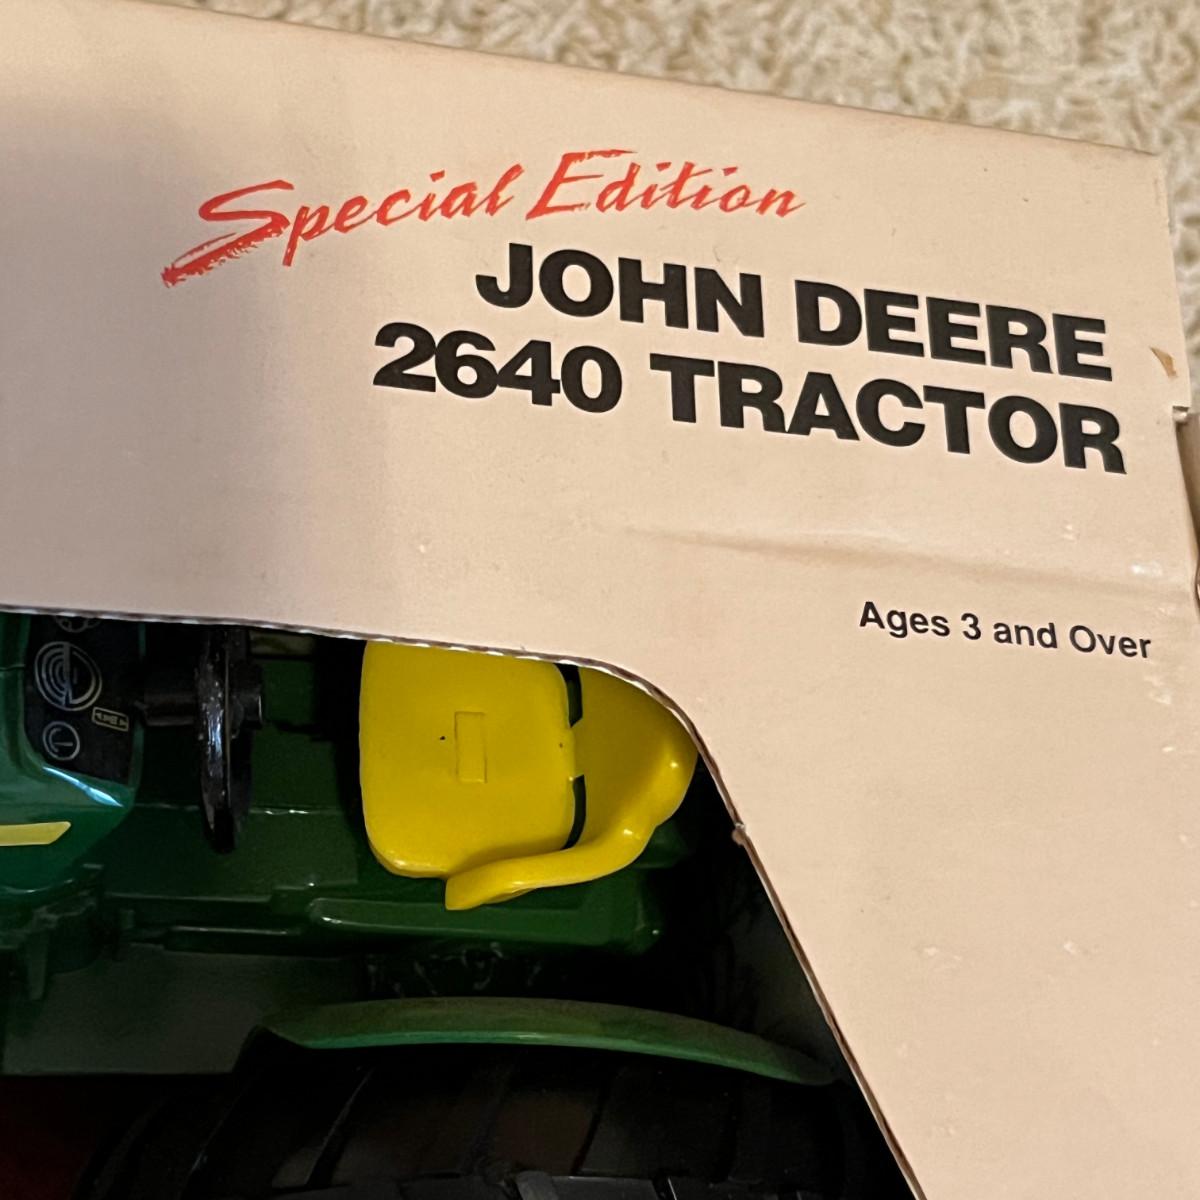 Special Edition
JOHN DEERE
2640 TRACTOR
Ages 3 and Over